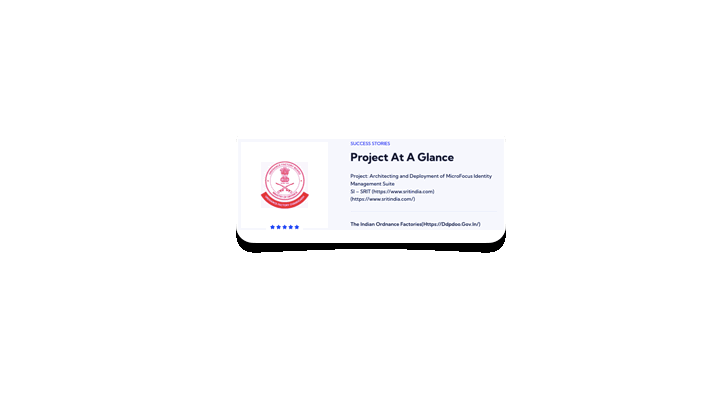 SUCCESS STORIES
Project At A Glance
Project: Architecting and Deployment of MicroFocus Identity
Management Suite
SI – SRIT (https://www.sritindia.com)
(https://www.sritindia.com/)
The Indian Ordnance Factories(Https://Ddpdoo.Gov.In/)